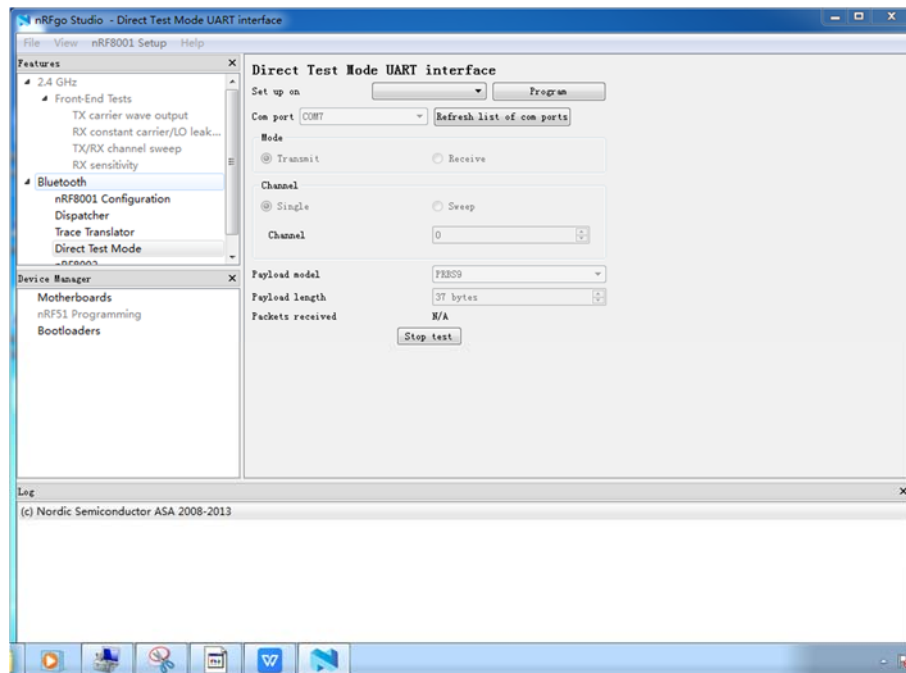 nRFgo Studio - Direct Test Mode UART interface
File View nRF8001 Setup Help
Features
2.4 GHz
Front-End Tests
TX carrier wave output
RX constant carrier/LO leak...
TX/RX channel sweep
RX sensitivity
Bluetooth
nRF8001 Configuration
Dispatcher
Trace Translator
Direct Test Mode
nRF8002
Device Manager
Motherboards
nRF51 Programming
Bootloaders
Direct Test Mode UART interface
Set up on Program
Com port COM7 Refresh list of com ports
Mode
Transmit Receive
Channel
Single Sweep
Channel 0
Payload model PRBS9
Payload length 37 bytes
Packets received N/A
Stop test
Log
(c) Nordic Semiconductor ASA 2008-2013